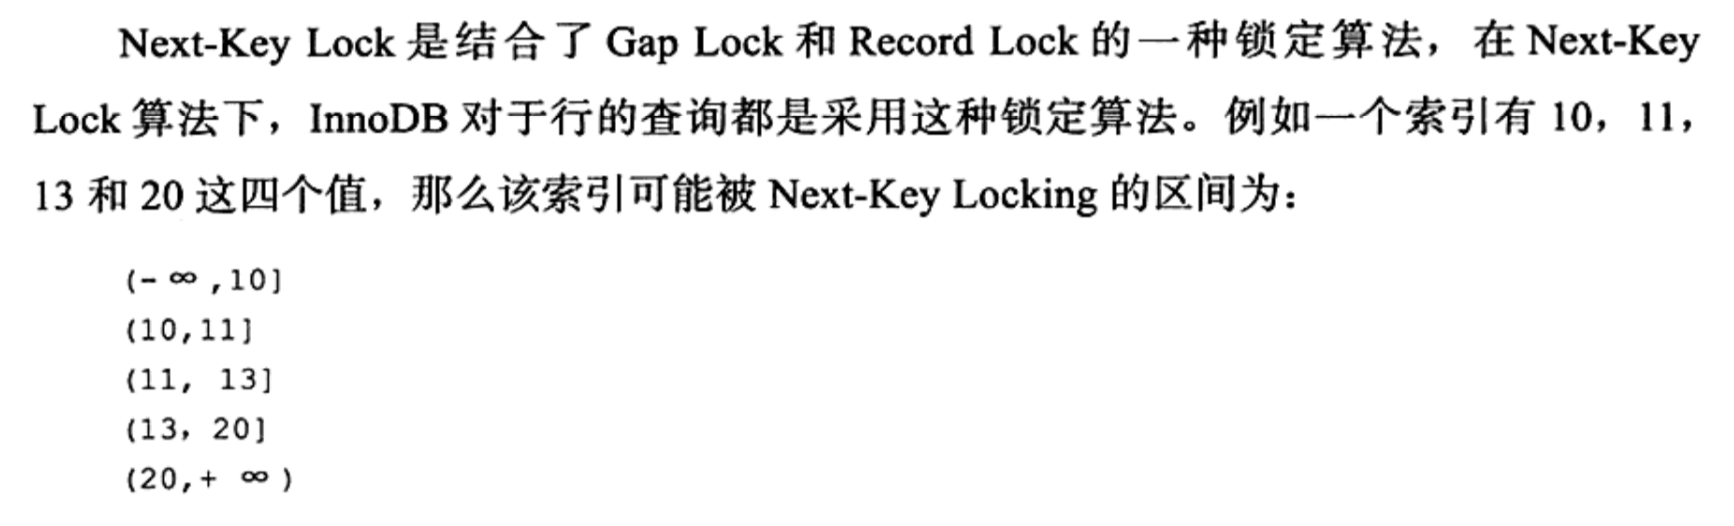 Next-Key Lock 是结合了 Gap Lock 和 Record Lock 的一种锁定算法，在 Next-Key
Lock 算法下，InnoDB 对于行的查询都是采用这种锁定算法。例如一个索引有 10，11，
13 和 20 这四个值，那么该索引可能被 Next-Key Locking 的区间为：
(- ∞ ,10]
(10,11]
(11, 13]
(13, 20]
(20,+ ∞ )